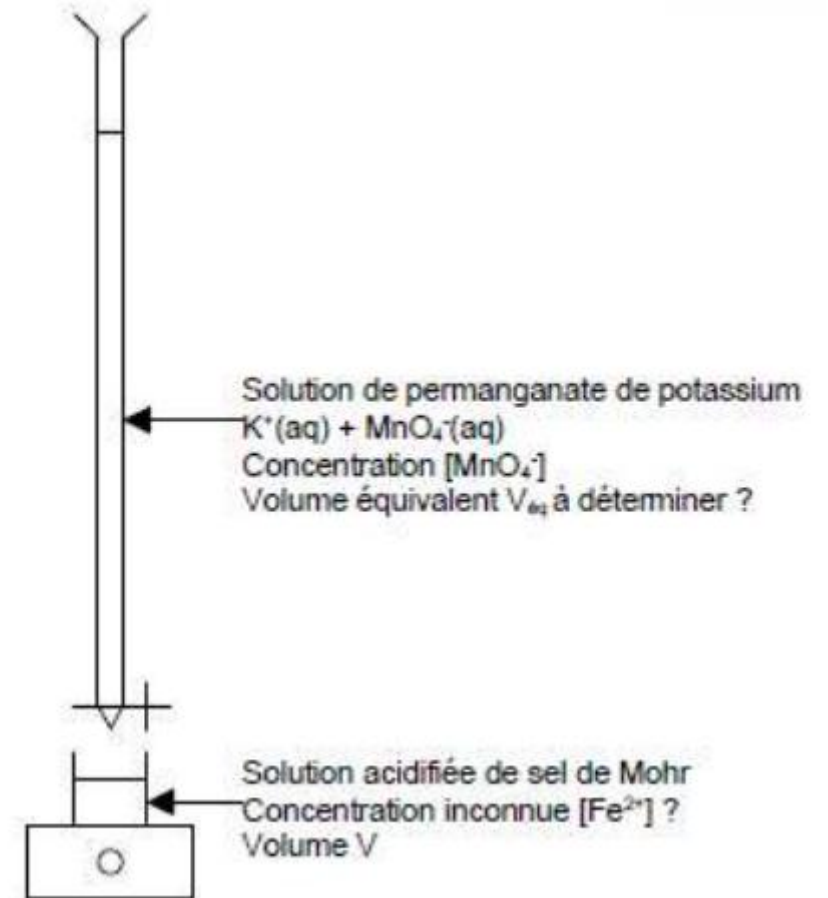 Solution de permanganate de potassium
K⁺(aq) + MnO₄⁻(aq)
Concentration [MnO₄⁻]
Volume équivalent Véq à déterminer ?
Solution acidifiée de sel de Mohr
Concentration inconnue [Fe²⁺] ?
Volume V